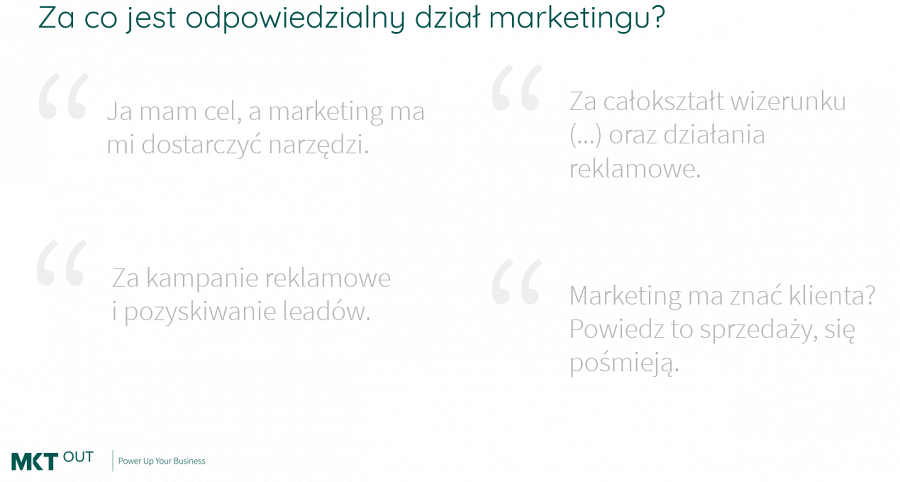 Za co jest odpowiedzialny dział marketingu?
“
Ja mam cel, a marketing ma
mi dostarczyć narzędzi.
“
Za całokształt wizerunku
(...) oraz działania
reklamowe.
“
Za kampanie reklamowe
i pozyskiwanie leadów.
“
Marketing ma znać klienta?
Powiedz to sprzedaży, się
pośmieją.
MKT OUT
Power Up Your Business